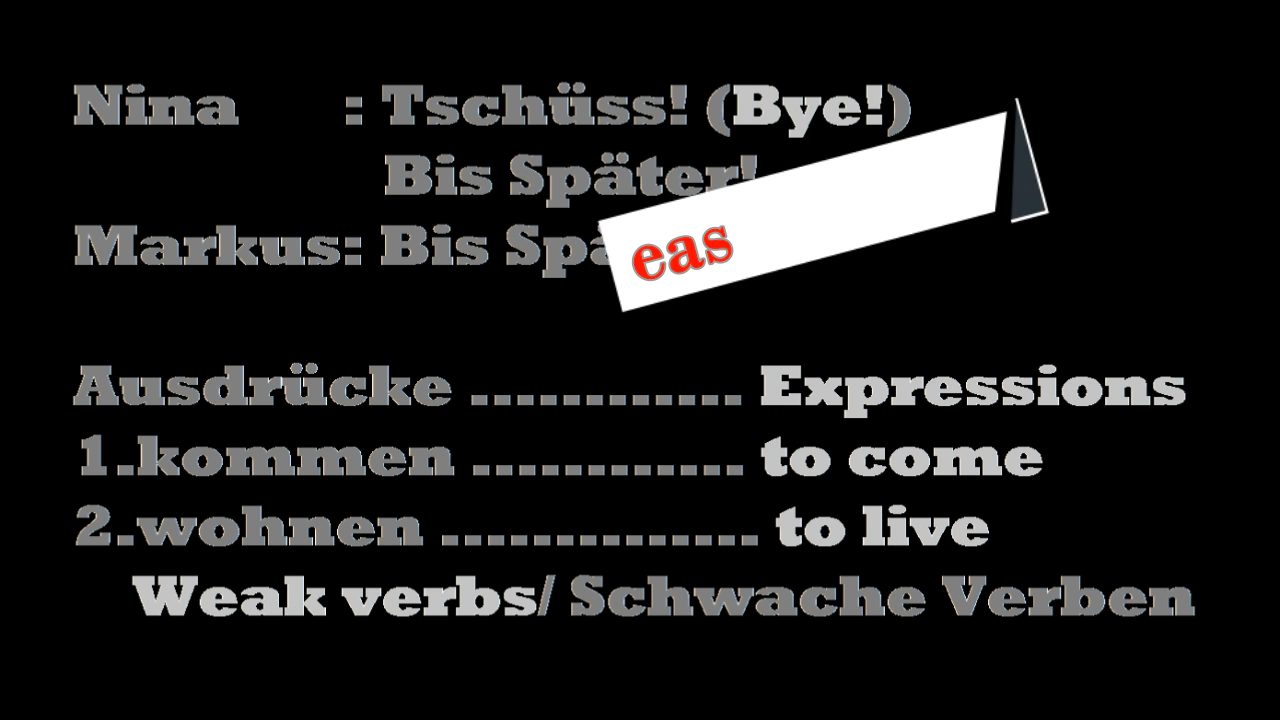 Nina : Tschüss! (Bye!)
Bis Später!
Markus: Bis
eas
Ausdrücke ............ Expressions
1.kommen ............ to come
2.wohnen .............. to live
Weak verbs/ Schwache Verben